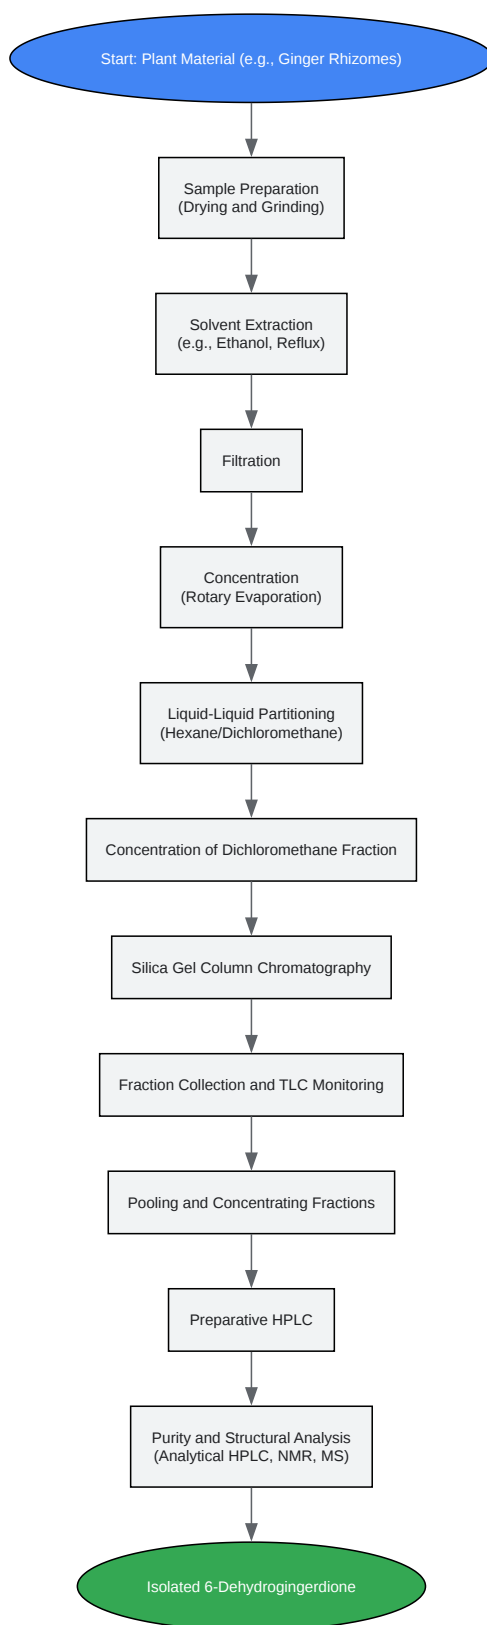 Start: Plant Material (e.g., Ginger Rhizomes)
Sample Preparation
(Drying and Grinding)
Solvent Extraction
(e.g., Ethanol, Reflux)
Filtration
Concentration
(Rotary Evaporation)
Liquid-Liquid Partitioning
(Hexane/Dichloromethane)
Concentration of Dichloromethane Fraction
Silica Gel Column Chromatography
Fraction Collection and TLC Monitoring
Pooling and Concentrating Fractions
Preparative HPLC
Purity and Structural Analysis
(Analytical HPLC, NMR, MS)
Isolated 6-Dehydrogingerdione